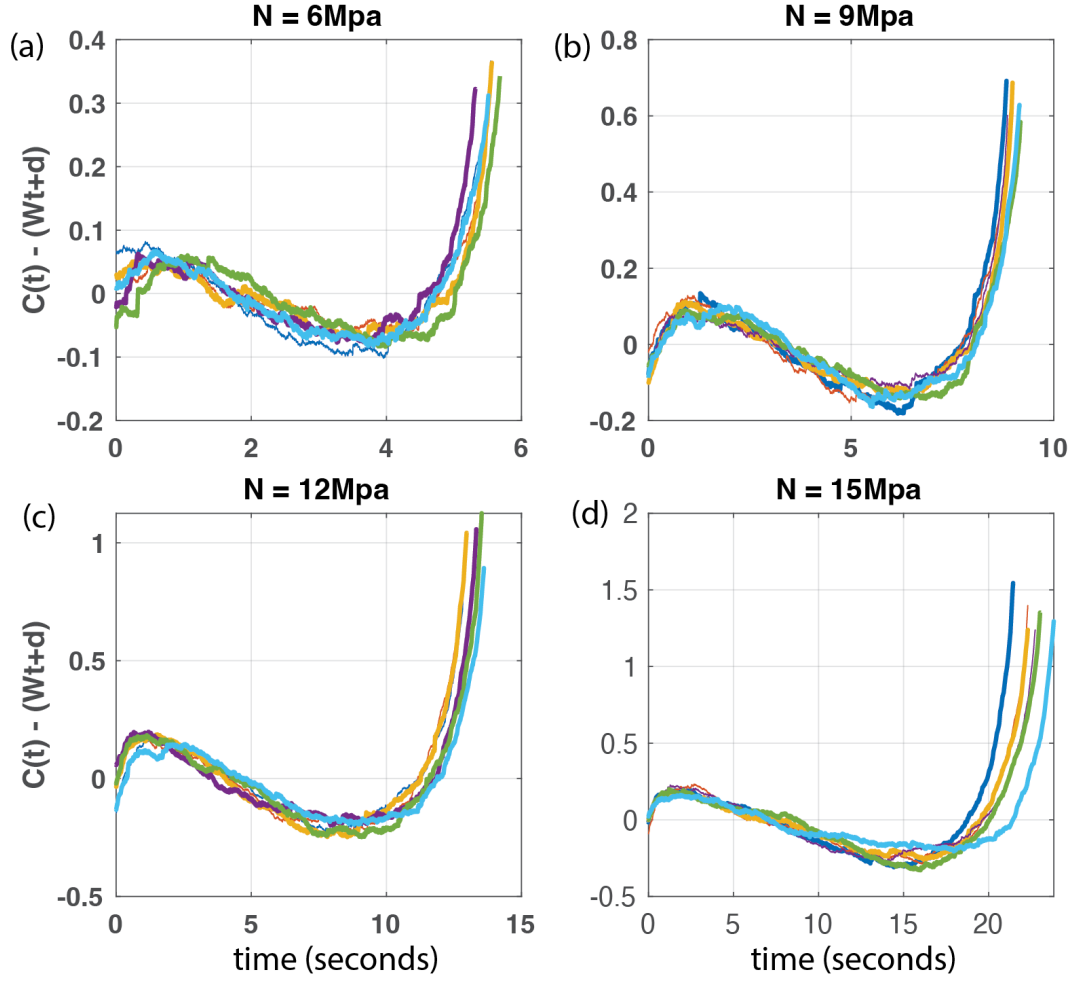 N = 6Mpa
(a)
C(t) - (Wt+d)
0.4
0.3
0.2
0.1
0
-0.1
-0.2
0 2 4 6
N = 9Mpa
(b)
0.8
0.6
0.4
0.2
0
-0.2
0 5 10
N = 12Mpa
(c)
C(t) - (Wt+d)
1
0.5
0
-0.5
0 5 10 15
time (seconds)
N = 15Mpa
(d)
2
1.5
1
0.5
0
-0.5
0 5 10 15 20
time (seconds)